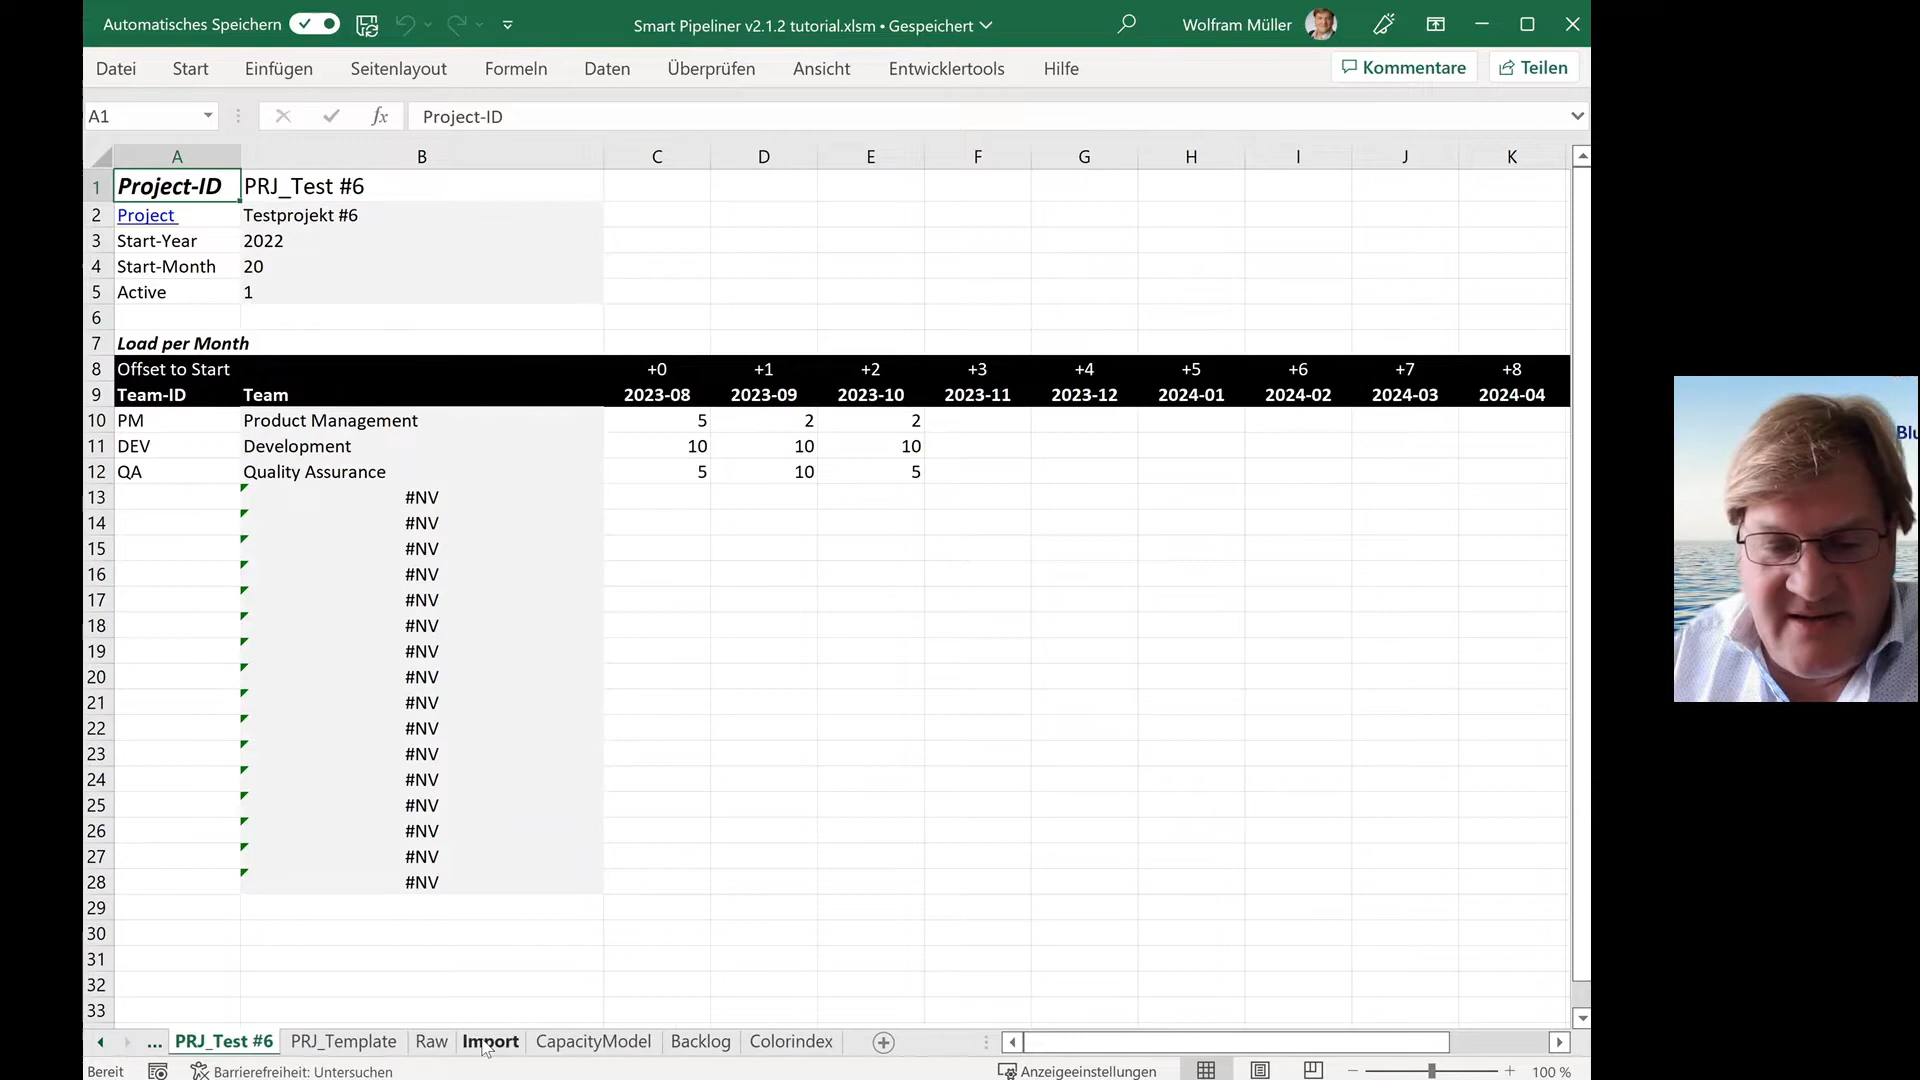 Automatisches Speichern
Smart Pipeliner v2.1.2 tutorial.xlsm • Gespeichert
Wolfram Müller
Datei Start Einfügen Seitenlayout Formeln Daten Überprüfen Ansicht Entwicklertools Hilfe
Kommentare
Teilen
A1
fx
Project-ID
A B C D E F G H I J K
1 Project-ID PRJ_Test #6
2 Project Testprojekt #6
3 Start-Year 2022
4 Start-Month 20
5 Active 1
6
7 Load per Month
8 Offset to Start +0 +1 +2 +3 +4 +5 +6 +7 +8
9 Team-ID Team 2023-08 2023-09 2023-10 2023-11 2023-12 2024-01 2024-02 2024-03 2024-04
10 PM Product Management 5 2 2
11 DEV Development 10 10 10
12 QA Quality Assurance 5 10 5
13 #NV
14 #NV
15 #NV
16 #NV
17 #NV
18 #NV
19 #NV
20 #NV
21 #NV
22 #NV
23 #NV
24 #NV
25 #NV
26 #NV
27 #NV
28 #NV
29
30
31
32
33
... PRJ_Test #6 PRJ_Template Raw Import CapacityModel Backlog Colorindex
Bereit
Barrierefreiheit: Untersuchen
Anzeigeeinstellungen
100 %